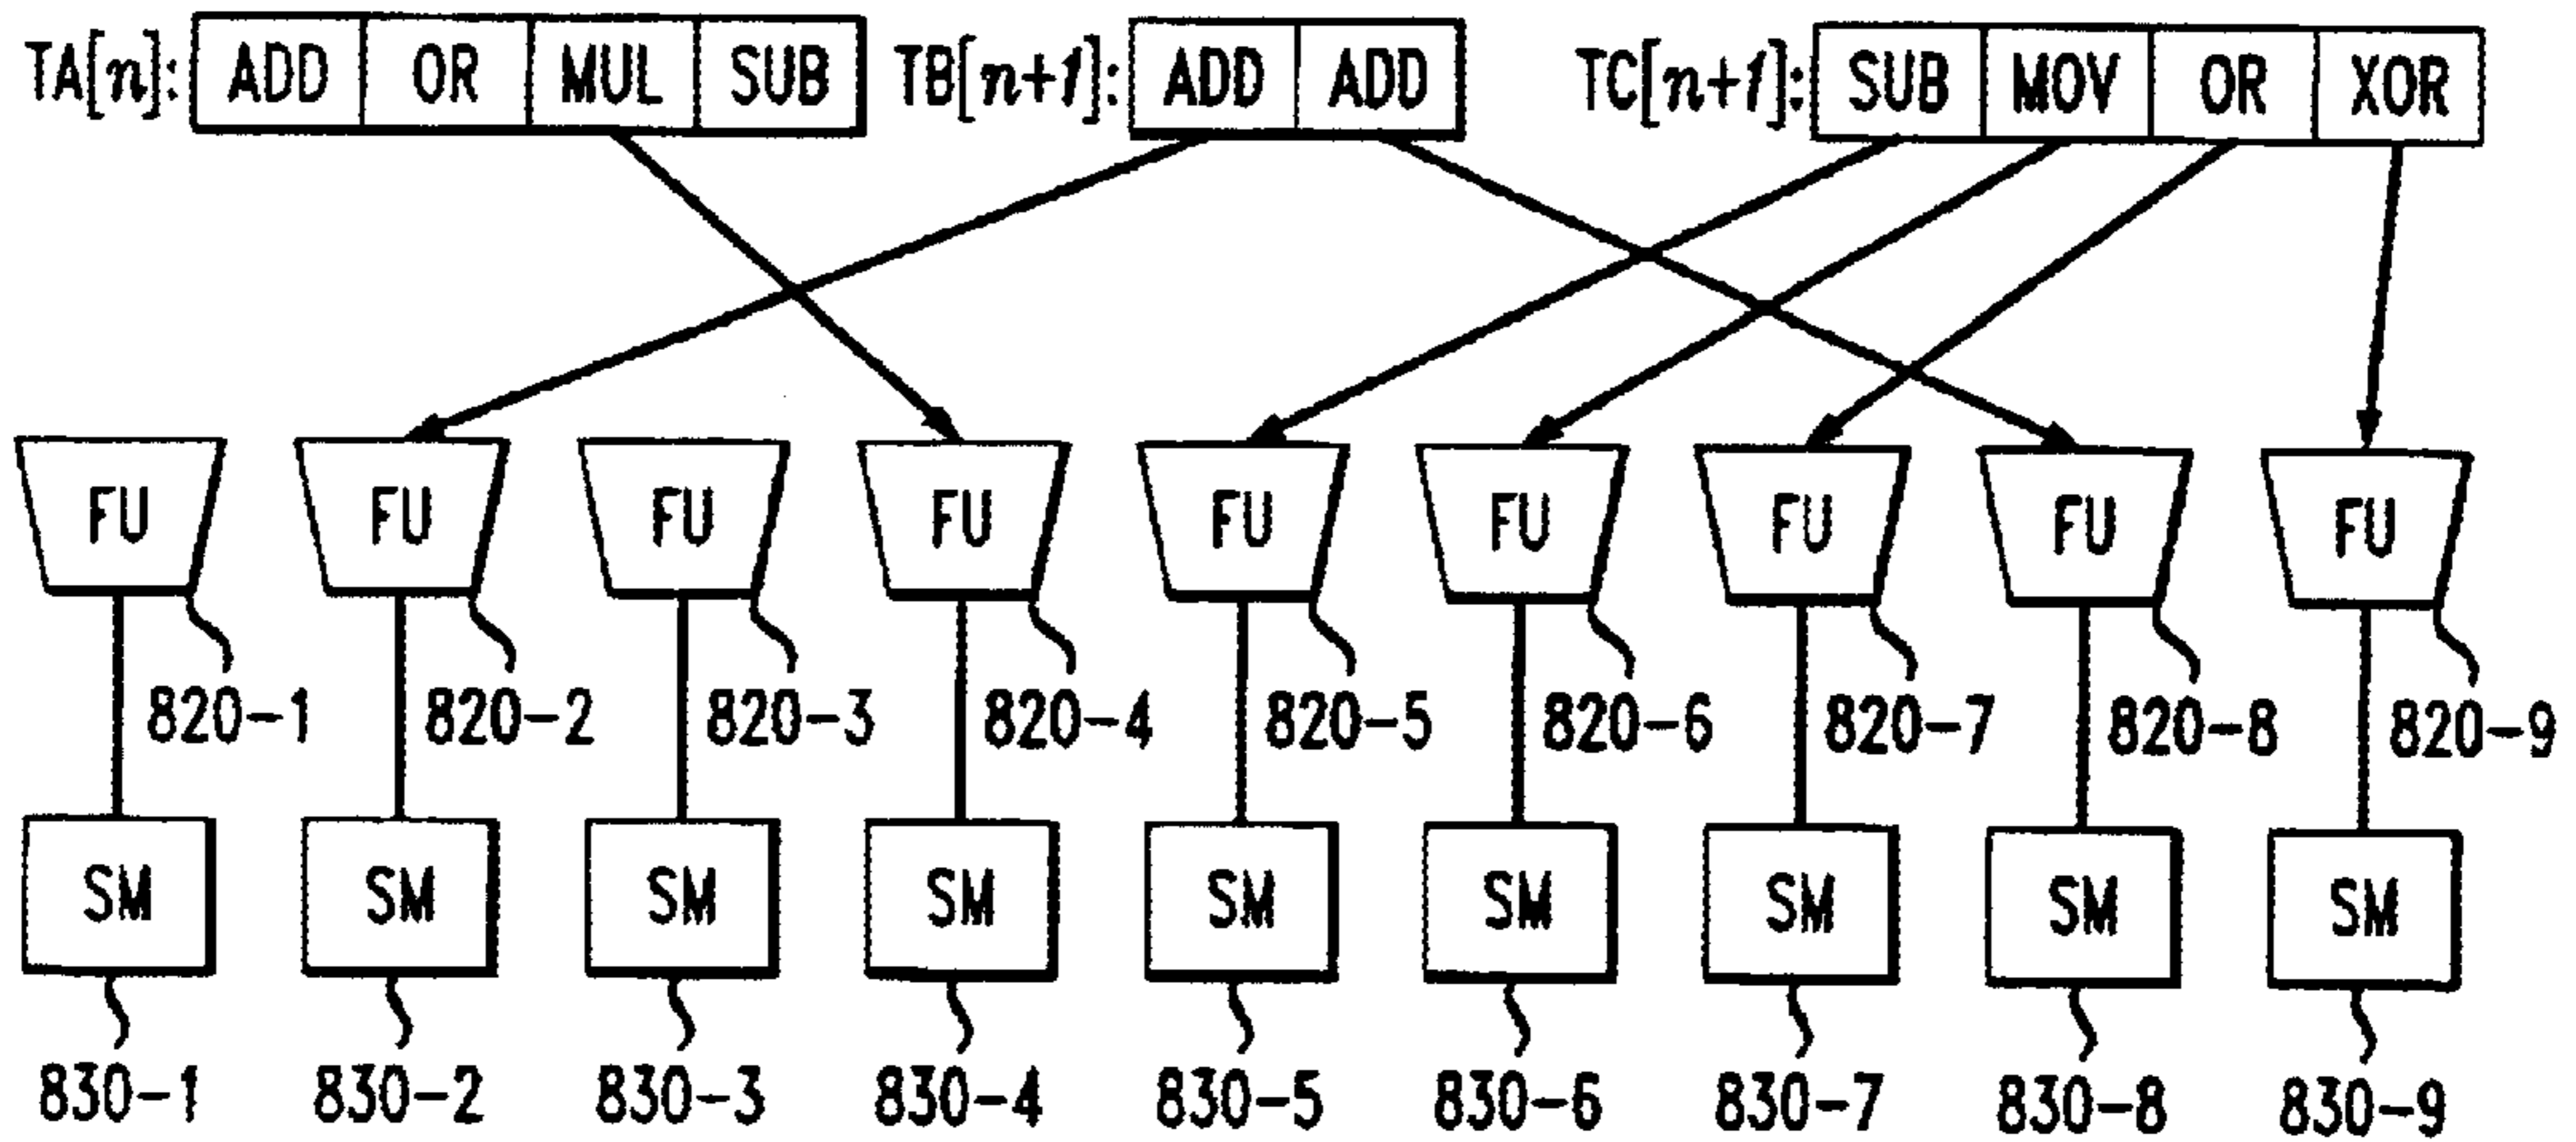 TA[n]: ADD OR MUL SUB TB[n+1]: ADD ADD TC[n+1]: SUB MOV OR XOR
FU FU FU FU FU FU FU FU FU
820-1 820-2 820-3 820-4 820-5 820-6 820-7 820-8 820-9
SM SM SM SM SM SM SM SM SM
830-1 830-2 830-3 830-4 830-5 830-6 830-7 830-8 830-9